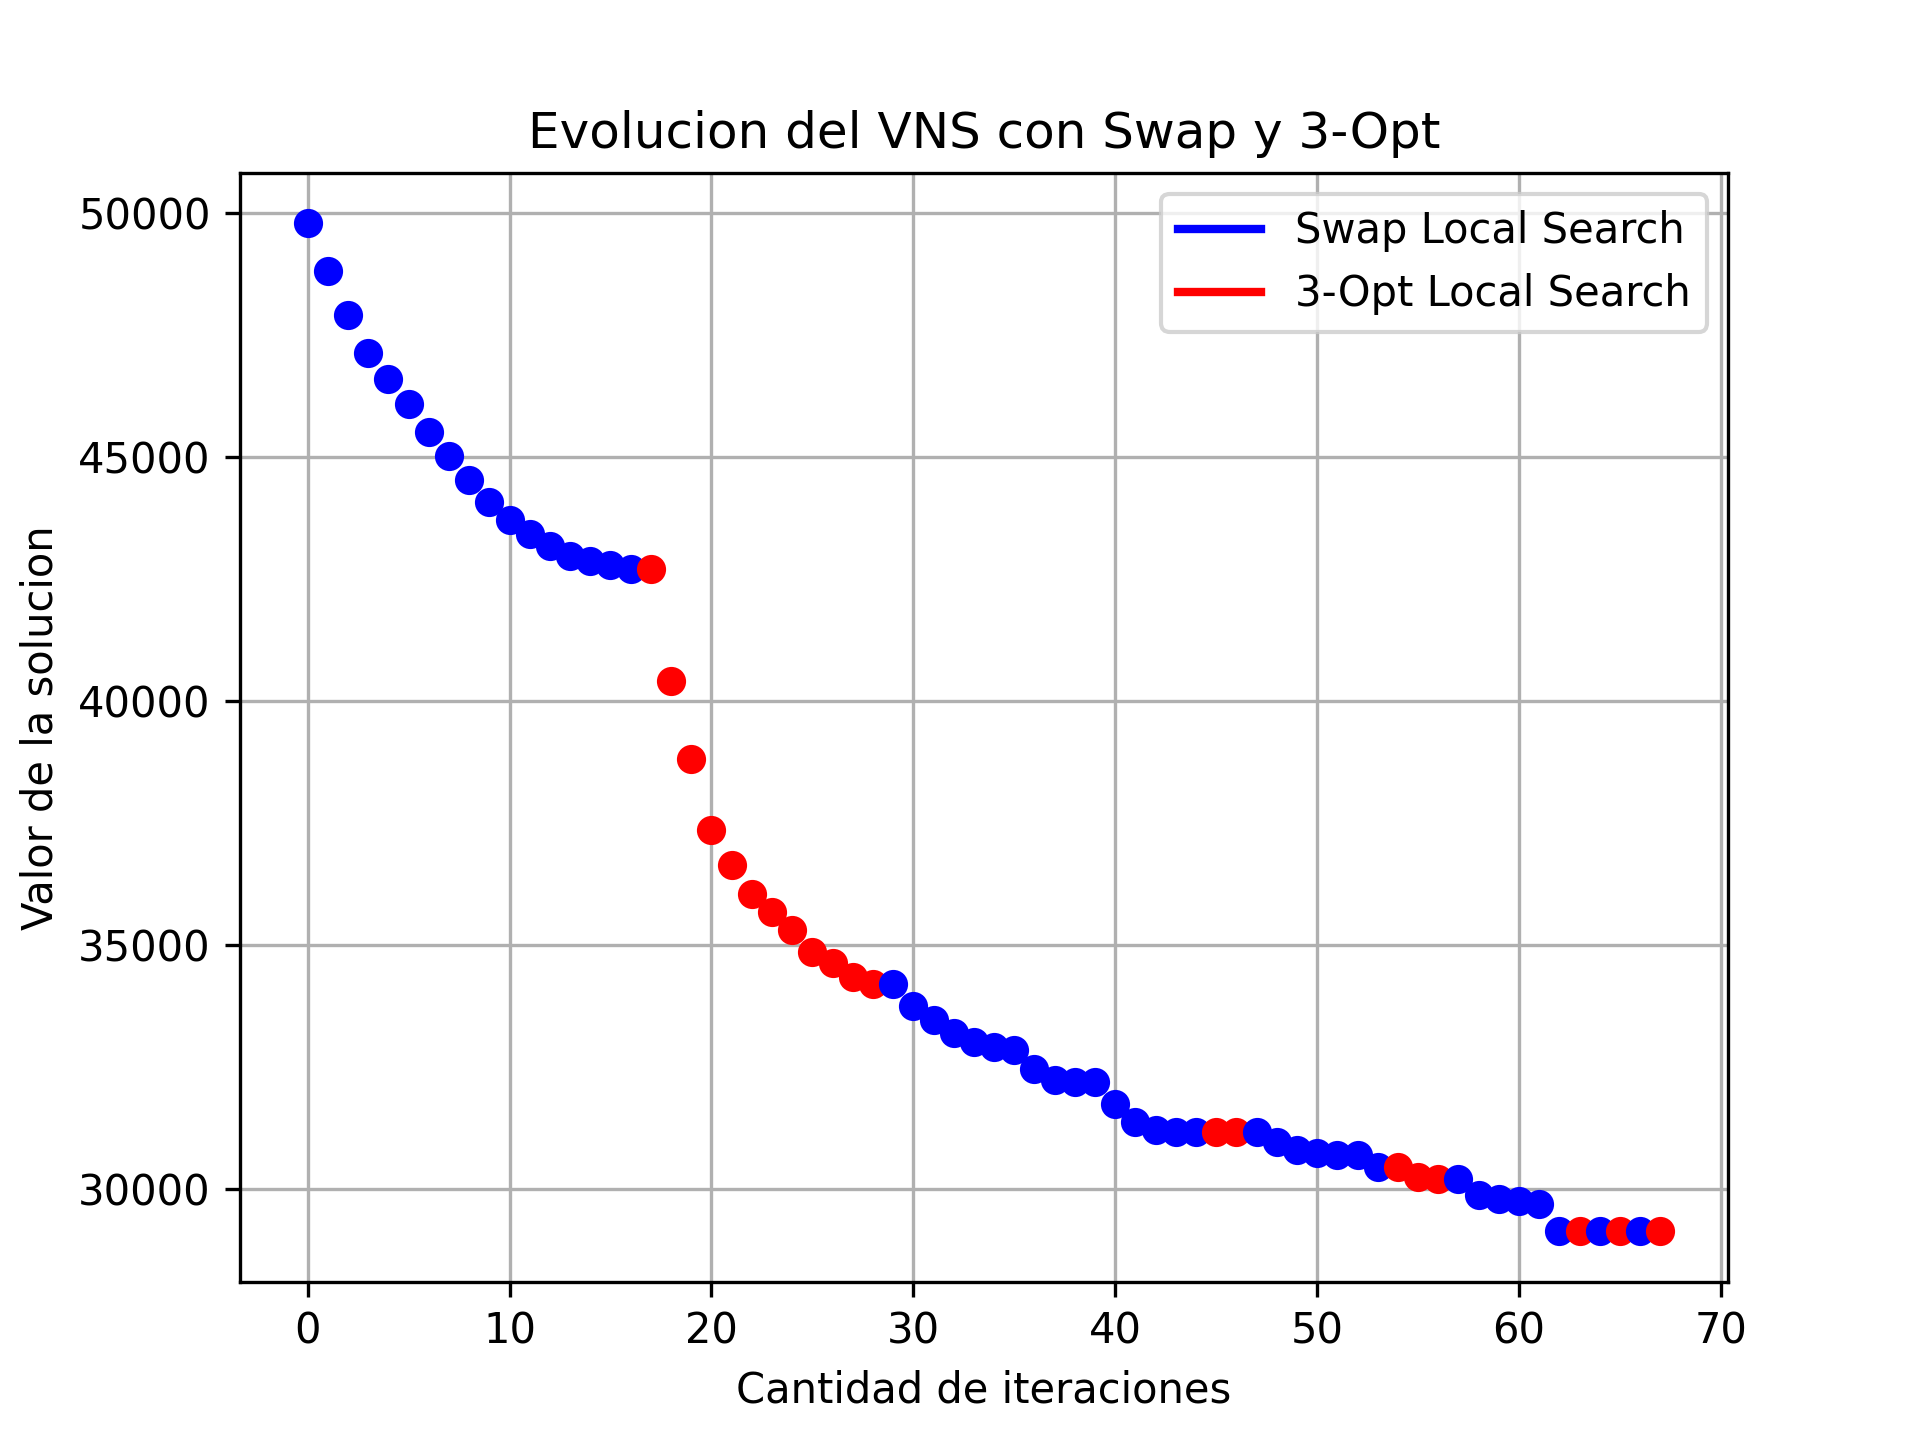 Evolucion del VNS con Swap y 3-Opt
Swap Local Search
3-Opt Local Search
Valor de la solucion
50000
45000
40000
35000
30000
0 10 20 30 40 50 60 70
Cantidad de iteraciones